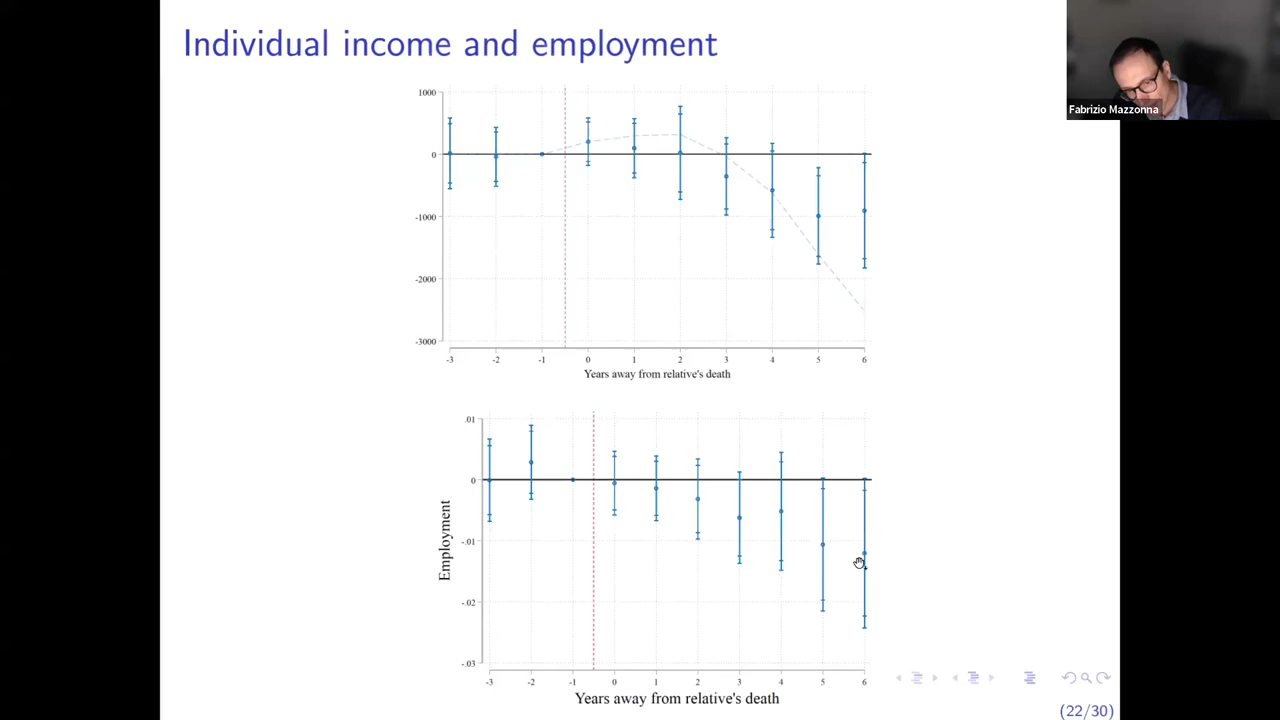 Individual income and employment
Fabrizio Mazzonna
1000
0
-1000
-2000
-3000
-3 -2 -1 0 1 2 3 4 5 6
Years away from relative's death
Employment
.01
0
-.01
-.02
-.03
-3 -2 -1 0 1 2 3 4 5 6
Years away from relative's death
(22/30)